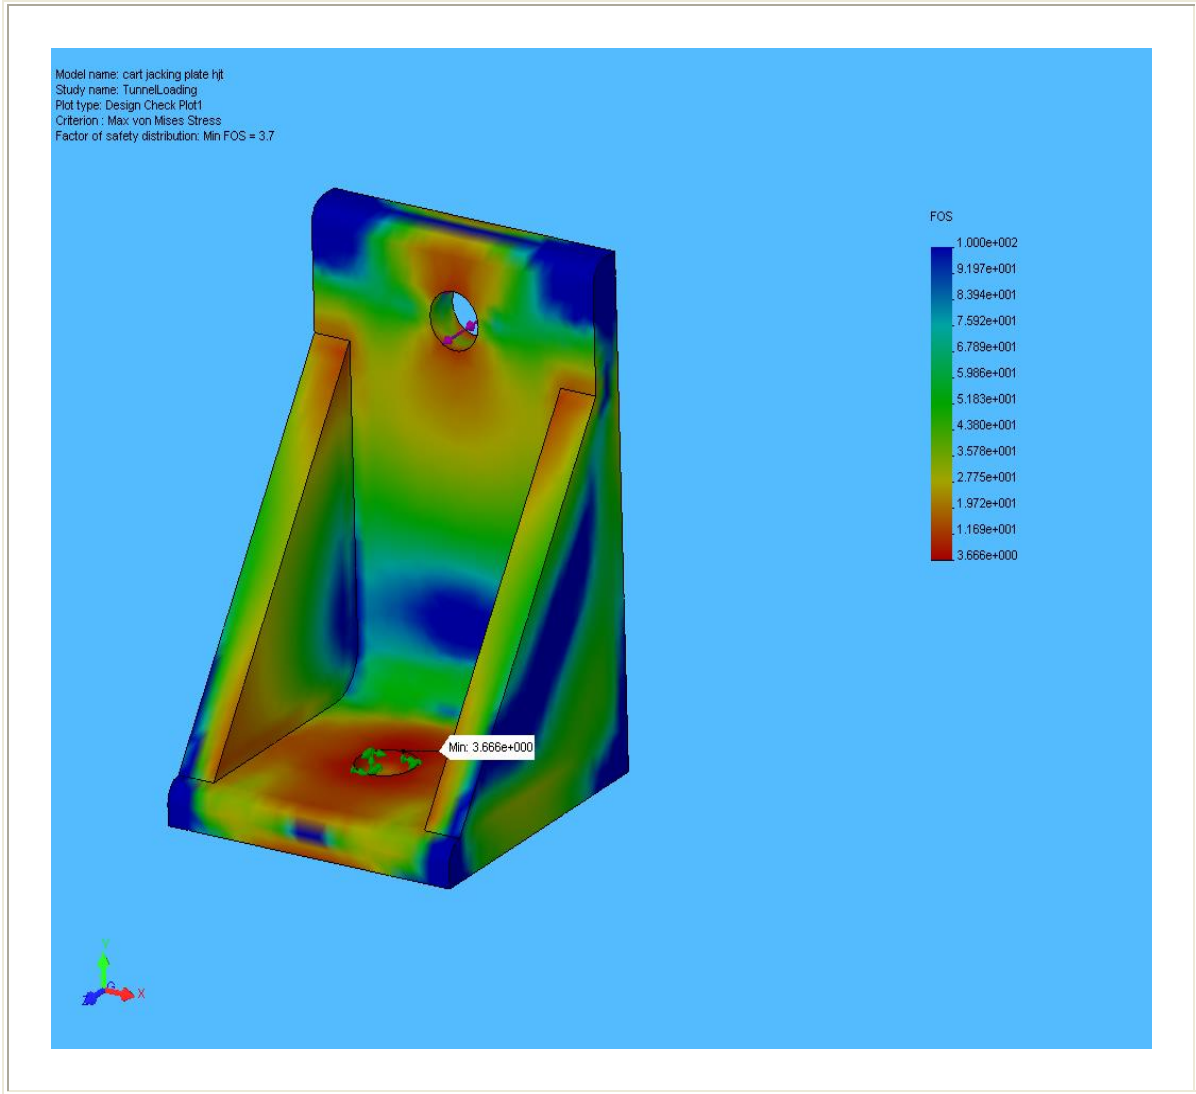 Model name: cart jacking plate hjt
Study name: TunnelLoading
Plot type: Design Check Plot1
Criterion : Max von Mises Stress
Factor of safety distribution: Min FOS = 3.7
FOS
1.000e+002
9.197e+001
8.394e+001
7.592e+001
6.789e+001
5.986e+001
5.183e+001
4.380e+001
3.578e+001
2.775e+001
1.972e+001
1.169e+001
3.666e+000
Min: 3.666e+000
Y
Z
X